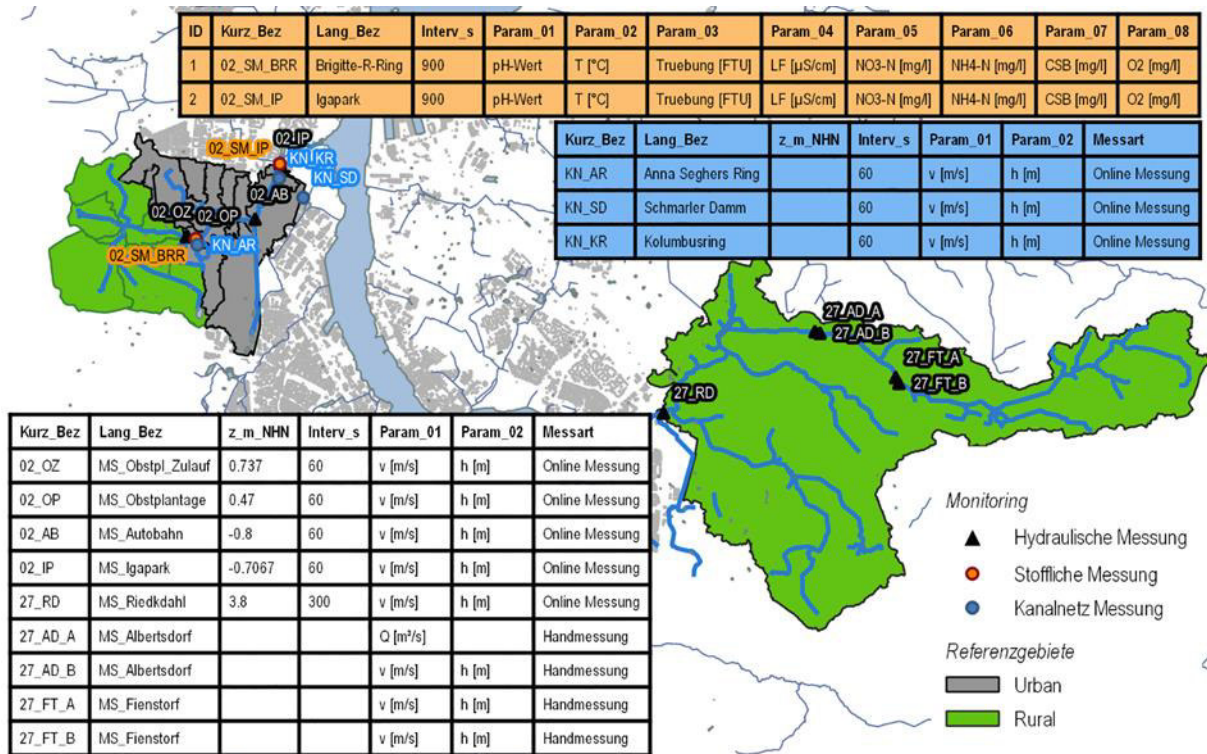 ID Kurz_Bez Lang_Bez Interv_s Param_01 Param_02 Param_03 Param_04 Param_05 Param_06 Param_07 Param_08
1 02_SM_BRR Brigitte-R-Ring 900 pH-Wert T [°C] Truebung [FTU] LF [µS/cm] NO3-N [mg/l] NH4-N [mg/l] CSB [mg/l] O2 [mg/l]
2 02_SM_IP Igapark 900 pH-Wert T [°C] Truebung [FTU] LF [µS/cm] NO3-N [mg/l] NH4-N [mg/l] CSB [mg/l] O2 [mg/l]
Kurz_Bez Lang_Bez z_m_NHN Interv_s Param_01 Param_02 Messart
KN_AR Anna Seghers Ring 60 v [m/s] h [m] Online Messung
KN_SD Schmarler Damm 60 v [m/s] h [m] Online Messung
KN_KR Kolumbusring 60 v [m/s] h [m] Online Messung
02_IP
02_SM_IP
KN_KR
KN_SD
02_AB
02_OZ
02_OP
KN_AR
02_SM_BRR
27_AD_A
27_AD_B
27_FT_A
27_FT_B
27_RD
Kurz_Bez Lang_Bez z_m_NHN Interv_s Param_01 Param_02 Messart
02_OZ MS_Obstpl_Zulauf 0.737 60 v [m/s] h [m] Online Messung
02_OP MS_Obstplantage 0.47 60 v [m/s] h [m] Online Messung
02_AB MS_Autobahn -0.8 60 v [m/s] h [m] Online Messung
02_IP MS_Igapark -0.7067 60 v [m/s] h [m] Online Messung
27_RD MS_Riedkdahl 3.8 300 v [m/s] h [m] Online Messung
27_AD_A MS_Albertsdorf Q [m³/s] Handmessung
27_AD_B MS_Albertsdorf v [m/s] h [m] Handmessung
27_FT_A MS_Fienstorf v [m/s] h [m] Handmessung
27_FT_B MS_Fienstorf v [m/s] h [m] Handmessung
Monitoring
Hydraulische Messung
Stoffliche Messung
Kanalnetz Messung
Referenzgebiete
Urban
Rural